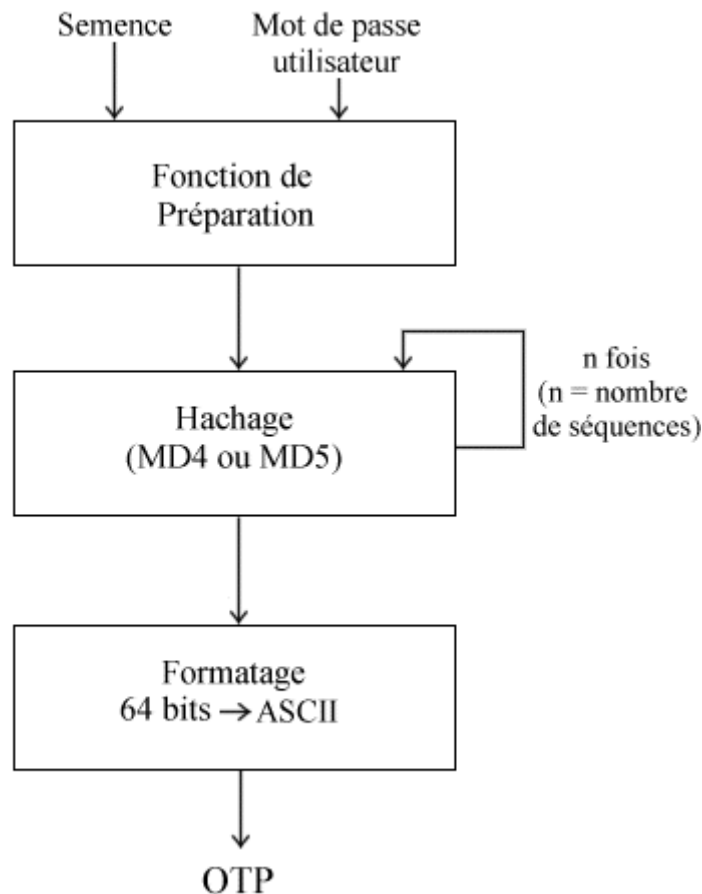 Semence
Mot de passe
utilisateur
Fonction de
Préparation
n fois
(n = nombre
de séquences)
Hachage
(MD4 ou MD5)
Formatage
64 bits → ASCII
OTP